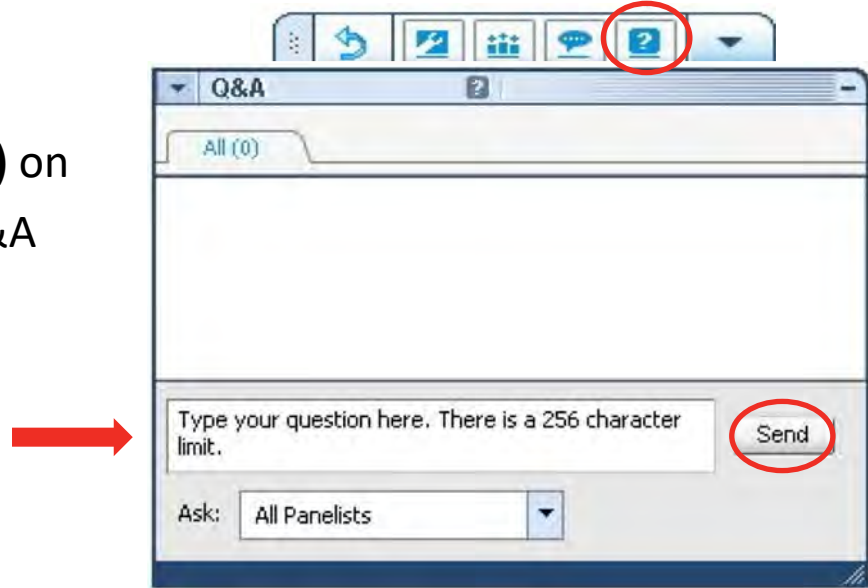 Q&A
All (0)
) on
&A
Type your question here. There is a 256 character
limit.
Send
Ask: All Panelists